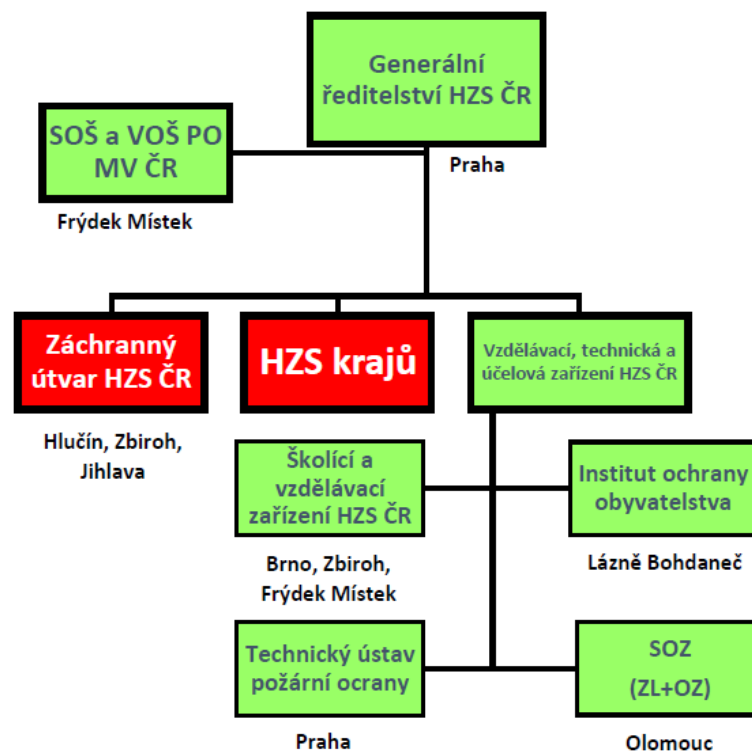 Generální
ředitelství HZS ČR
Praha
SOŠ a VOŠ PO
MV ČR
Frýdek Místek
Záchranný
útvar HZS ČR
Hlučín, Zbiroh,
Jihlava
HZS krajů
Vzdělávací, technická a
účelová zařízení HZS ČR
Školící a
vzdělávací
zařízení HZS ČR
Brno, Zbiroh,
Frýdek Místek
Institut ochrany
obyvatelstva
Lázně Bohdaneč
Technický ústav
požární ocrany
Praha
SOZ
(ZL+OZ)
Olomouc